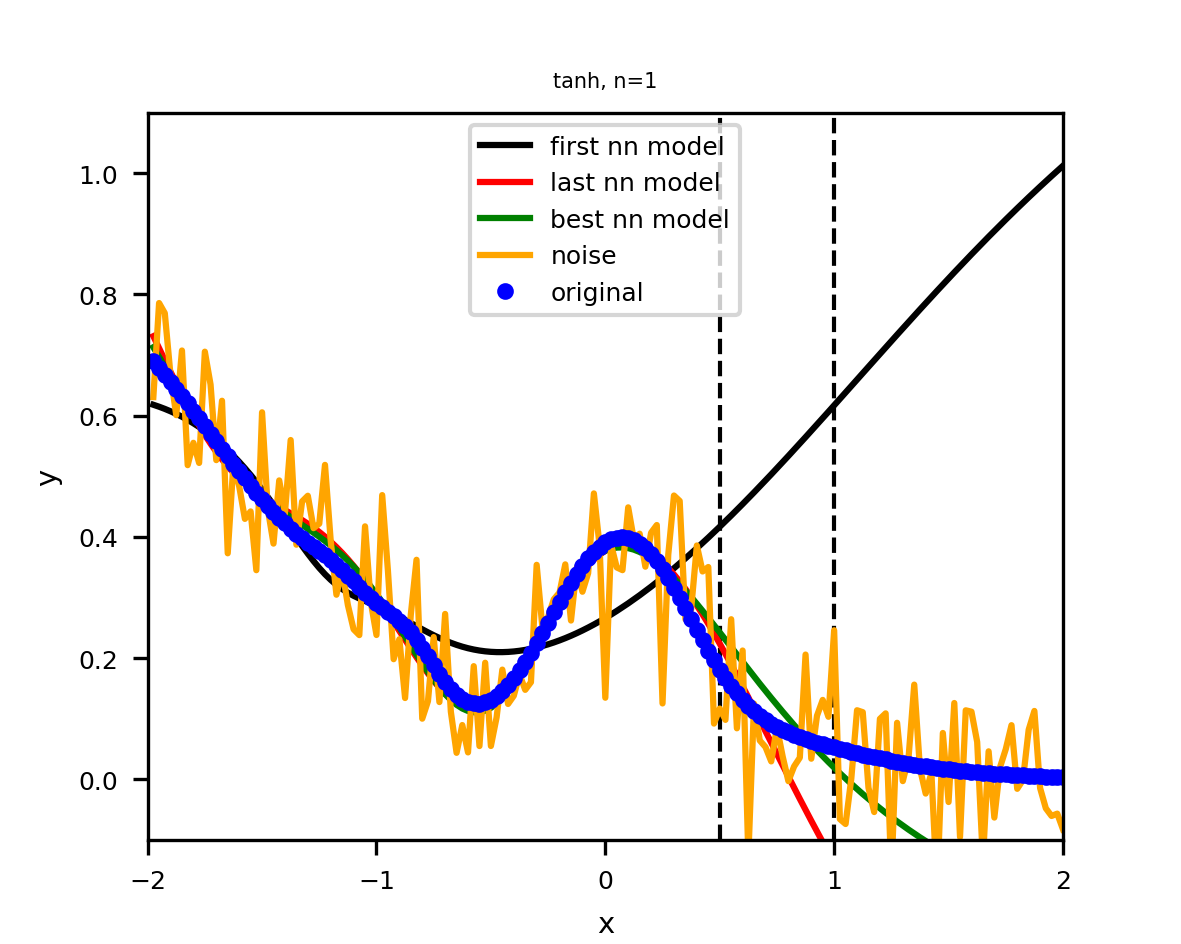 tanh, n=1
first nn model
last nn model
best nn model
noise
original
1.0
0.8
0.6
0.4
0.2
0.0
y
−2
−1
0
1
2
x